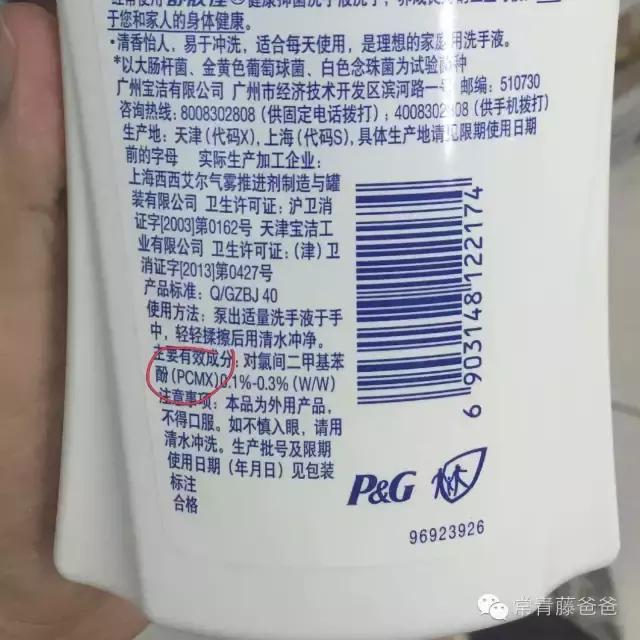 于您和家人的身体健康。
·清香怡人，易于冲洗，适合每天使用，是理想的家庭用洗手液。
*以大肠杆菌、金黄色葡萄球菌、白色念珠菌为试验菌种
广州宝洁有限公司 广州市经济技术开发区滨河路一号 邮编：510730
咨询热线：8008302808（供固定电话拨打）；4008302808（供手机拨打）
生产地：天津（代码X），上海（代码S），具体生产地请见限期使用日期
前的字母 实际生产加工企业：
上海西西艾尔气雾推进剂制造与罐
装有限公司 卫生许可证：沪卫消
证字[2003]第0162号 天津宝洁工
业有限公司 卫生许可证：（津）卫
消证字[2013]第0427号
产品标准：Q/GZBJ 40
使用方法：泵出适量洗手液于手
中，轻轻揉擦后用清水冲净。
主要有效成分：对氯间二甲基苯
酚(PCMX)0.1%-0.3% (W/W)
注意事项：本品为外用产品，
不得口服。如不慎入眼，请用
清水冲洗。生产批号及限期
使用日期（年月日）见包装
标注
合格
6 903148 122174
P&G
96923926
常青藤爸爸